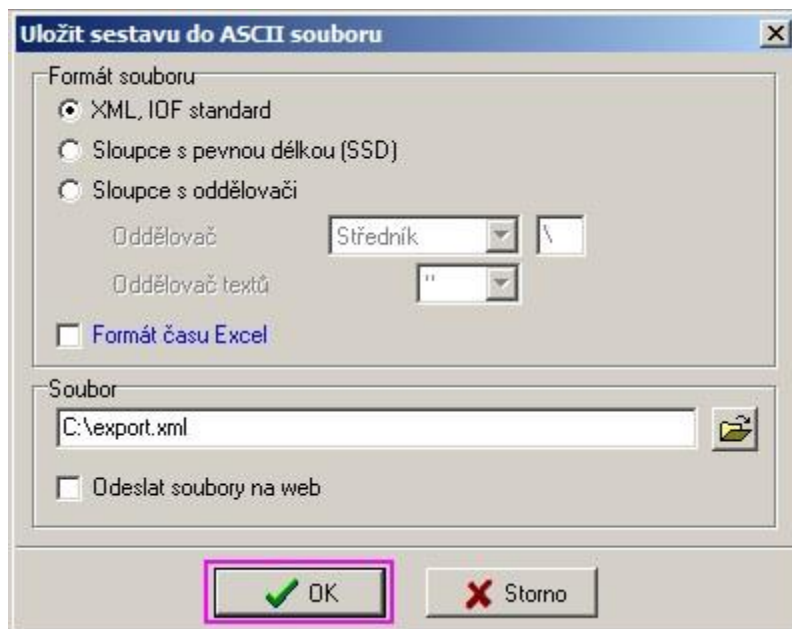 Uložit sestavu do ASCII souboru
Formát souboru
XML, IOF standard
Sloupce s pevnou délkou (SSD)
Sloupce s oddělovači
Oddělovač Středník \
Oddělovač textů "
Formát času Excel
Soubor
C:\export.xml
Odeslat soubory na web
OK Storno